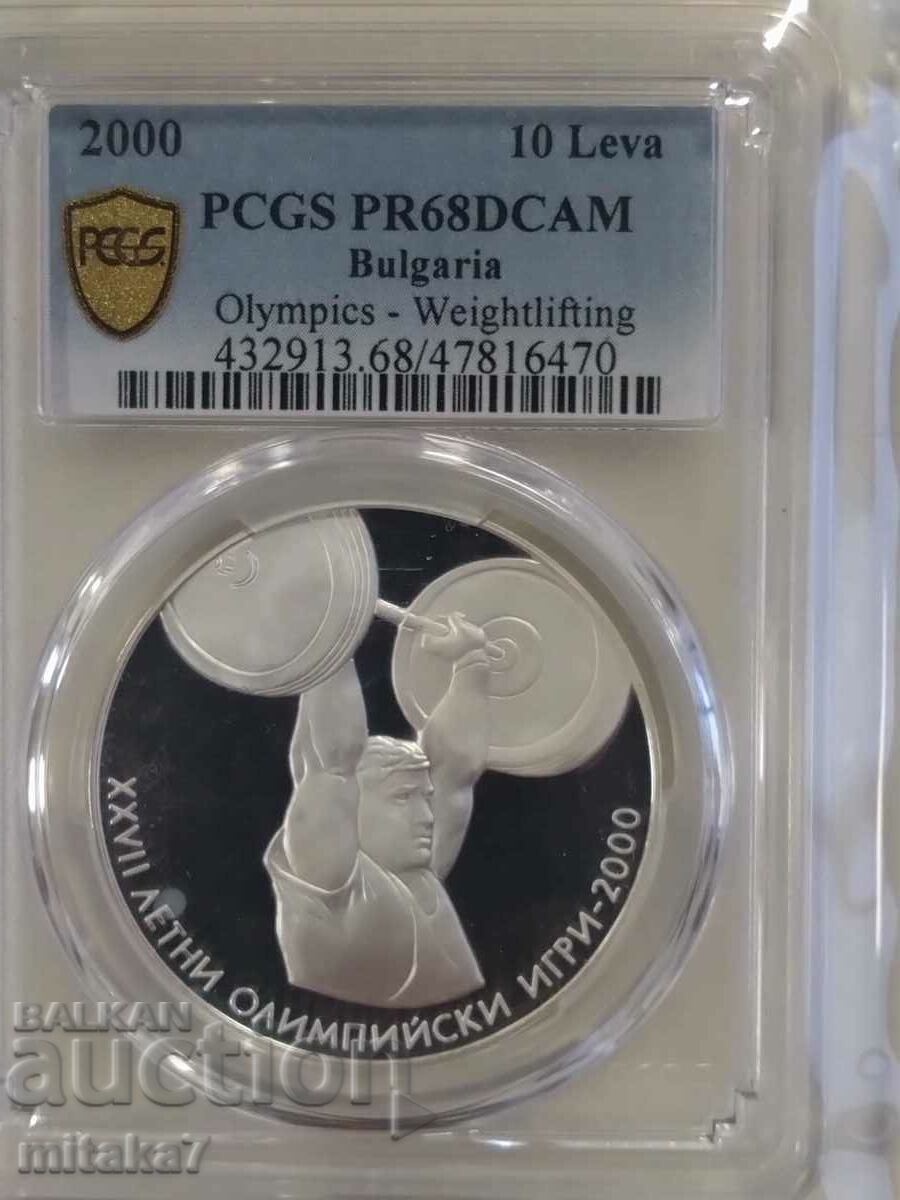 2000 10 Leva
PCGS
PCGS PR68DCAM
Bulgaria
Olympics - Weightlifting
432913.68/47816470
XXVII ЛЕТНИ ОЛИМПИЙСКИ ИГРИ-2000
BALKAN
auction
mitaka7